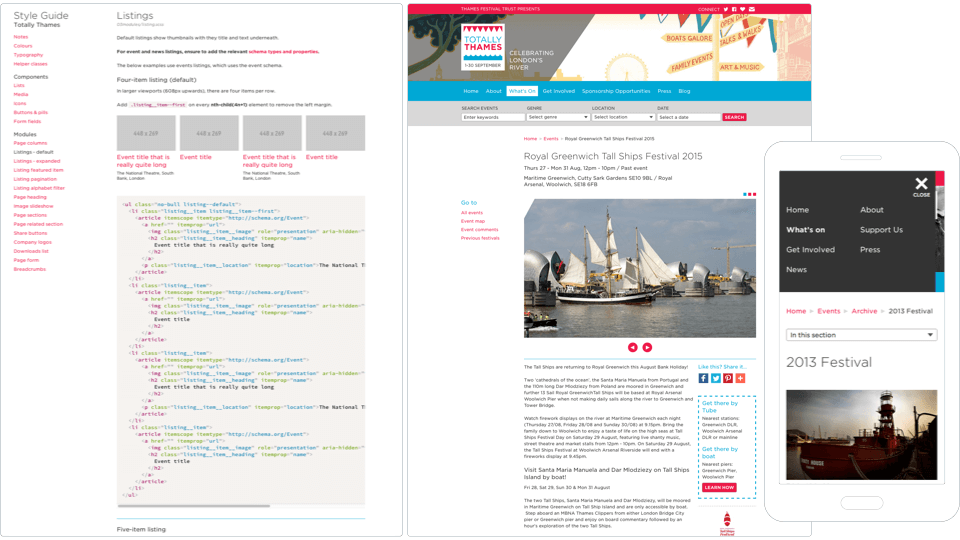 Style Guide
Totally Thames
Notes
Colours
Typography
Helper classes
Components
Lists
Media
Icons
Buttons & pills
Form fields
Modules
Page columns
Listings - default
Listings - expanded
Listing featured item
Listing pagination
Listing alphabet filter
Page heading
Image slideshow
Page sections
Page related section
Share buttons
Company logos
Downloads list
Page form
Breadcrumbs
Listings
Default listings show thumbnails with they title and text underneath.
For event and news listings, ensure to add the relevant schema types and properties.
The below examples use events listings, which uses the event schema.
Four-item listing (default)
In larger viewports (608px upwards), there are four items per row.
Add .listing__item--first on every nth-child(4n+1) element to remove the left margin.
448 x 269 448 x 269 448 x 269 448 x 269
Event title that is really quite long
The National Theatre, South Bank, London
Event title
Event title that is really quite long
The National Theatre, South Bank, London
Event title
<ul class="no-bull listing--default">
<li class="listing__item listing__item--first">
<article itemscope itemtype="http://schema.org/Event">
<a href="" itemprop="url">
<img class="listing__item__image" role="presentation" aria-hidden="
<h2 class="listing__item__heading" itemprop="name">
Event title that is really quite long
</h2>
</a>
<p class="listing__item__location" itemprop="location">The National T
</article>
</li>
<li class="listing__item">
<article itemscope itemtype="http://schema.org/Event">
<a href="" itemprop="url">
<img class="listing__item__image" role="presentation" aria-hidden="
<h2 class="listing__item__heading" itemprop="name">
Event title
</h2>
</a>
</article>
</li>
<li class="listing__item">
<article itemscope itemtype="http://schema.org/Event">
<a href="" itemprop="url">
<img class="listing__item__image" role="presentation" aria-hidden="
<h2 class="listing__item__heading" itemprop="name">
Event title that is really quite long
</h2>
</a>
<p class="listing__item__location" itemprop="location">The National T
</article>
</li>
<li class="listing__item">
<article itemscope itemtype="http://schema.org/Event">
<a href="" itemprop="url">
<img class="listing__item__image" role="presentation" aria-hidden="
<h2 class="listing__item__heading" itemprop="name">
Event title
</h2>
</a>
</article>
</li>
</ul>
Five-item listing
THAMES FESTIVAL TRUST PRESENTS
CONNECT
TOTALLY
THAMES
1-30 SEPTEMBER
CELEBRATING
LONDON'S
RIVER
BOATS GALORE
OPEN DAYS
TALKS & WALKS
FAMILY EVENTS
ART & MUSIC
Home About What's On Get Involved Sponsorship Opportunities Press Blog
SEARCH EVENTS GENRE LOCATION DATE
Enter keywords Select genre Select location Select a date SEARCH
Home Events Royal Greenwich Tall Ships Festival 2015
Royal Greenwich Tall Ships Festival 2015
Thurs 27 - Mon 31 Aug, 12pm - 10pm / Past event
Maritime Greenwich, Cutty Sark Gardens SE10 9BL / Royal
Arsenal, Woolwich, SE18 6FB
Go to
All events
Event map
Event comments
Previous festivals
The Tall Ships are returning to Royal Greenwich this August Bank Holiday!
Two 'cathedrals of the ocean', the Santa Maria Manuela from Portugal and
the 110m long Dar Mlodziezy from Poland are moored in Greenwich and
further 13 Sail Royal GreenwichTall Ships will be based at Royal Arsenal
Woolwich Pier when not making daily sails along the river to Greenwich and
Tower Bridge.
Watch firework displays on the river at Maritime Greenwich each night
(Thursday 27/08, Friday 28/08 and Sunday 30/08) at 9.15pm. Bring the
family down to Woolwich to enjoy a taste of life on the high seas at Tall
Ships Festival Day on Saturday 29 August, featuring live shanty music,
street theatre and market stalls from 12pm - 10pm. On Saturday 29 August,
the Tall Ships Festival at Woolwich Arsenal Riverside will end with a
fireworks display at 9.45pm.
Visit Santa Maria Manuela and Dar Mlodziezy on Tall Ships
Island by boat!
Fri 28, Sat 29, Sun 30 & Mon 31 August
The two Tall Ships, Santa Maria Manuela and Dar Mlodziezy, will be moored
in Maritime Greenwich on Tall Ship Island and are only accessible by boat.
Step aboard an MBNA Thames Clippers from either London Bridge City
pier or Greenwich pier and enjoy on board commentary followed by an
hour's exploration of the two Tall Ships.
Like this? Share it...
Get there by
Tube
Nearest stations:
Greenwich DLR,
Woolwich Arsenal
DLR or mainline
Get there by
boat
Nearest piers:
Greenwich Pier,
Woolwich Pier
LEARN NOW
CLOSE
Home About
What's on Support Us
Get Involved Press
News
Home Events Archive 2013 Festival
In this section
2013 Festival